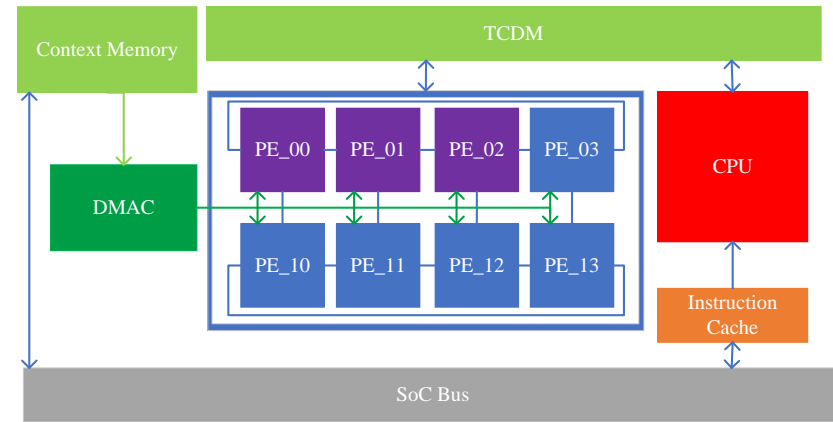 Context Memory
TCDM
PE_00
PE_01
PE_02
PE_03
CPU
DMAC
PE_10
PE_11
PE_12
PE_13
Instruction
Cache
SoC Bus